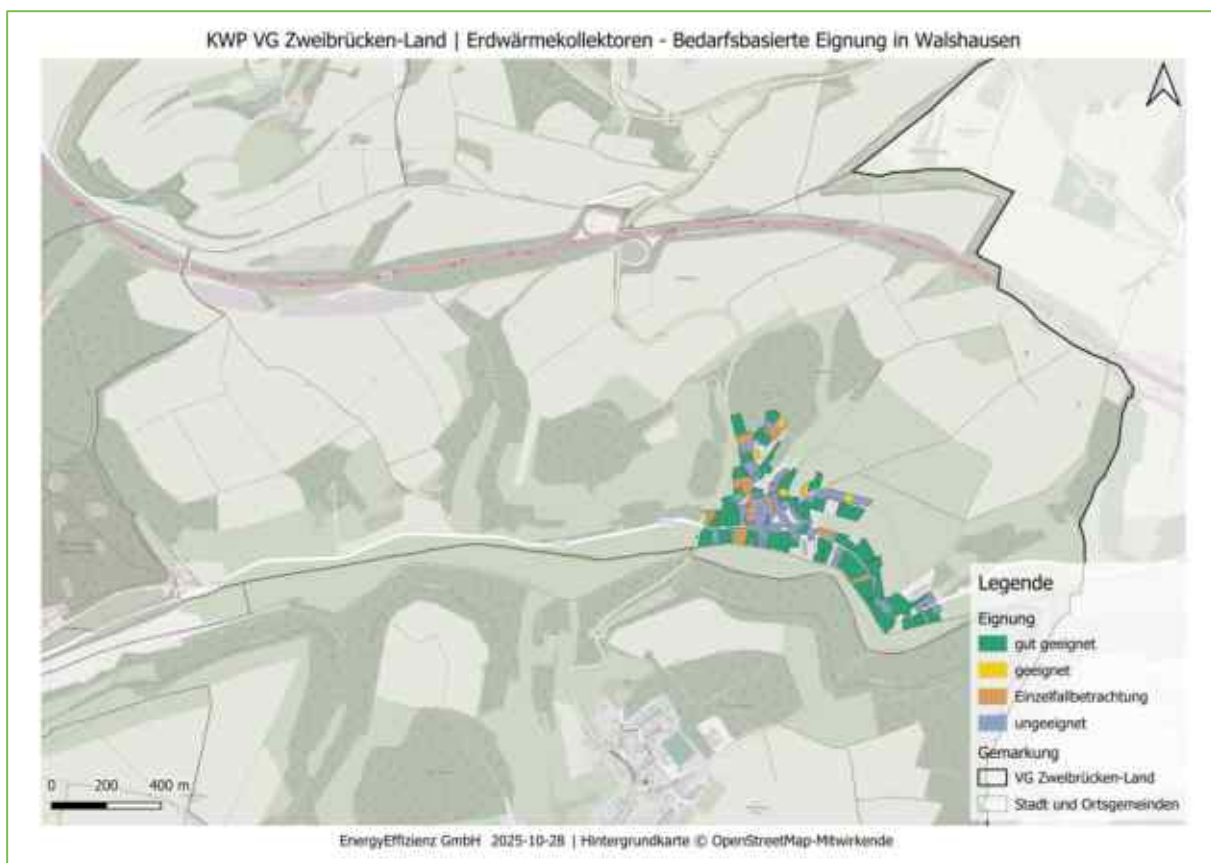 KWP VG Zweibrücken-Land | Erdwärmekollektoren - Bedarfsbasierte Eignung in Walshausen
Legende
Eignung
gut geeignet
geeignet
Einzelfallbetrachtung
ungeeignet
Gemarkung
VG Zweibrücken-Land
Stadt und Ortsgemeinden
0 200 400 m
EnergyEffizienz GmbH 2025-10-28 | Hintergrundkarte © OpenStreetMap-Mitwirkende